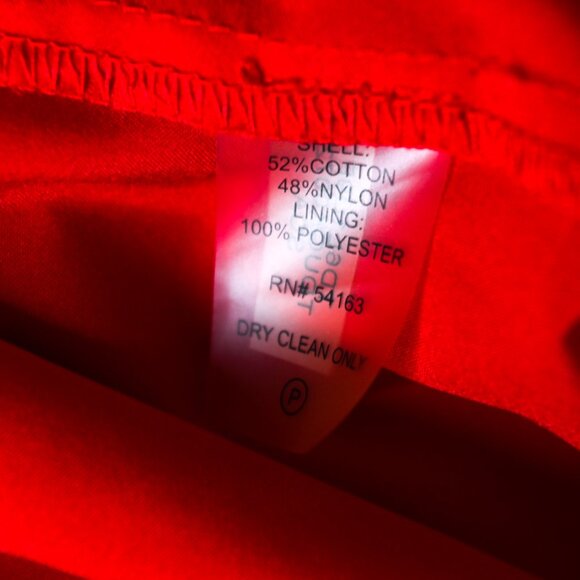 SHELL:
52%COTTON
48%NYLON
LINING:
100% POLYESTER
RN# 54163
DRY CLEAN ONLY
P